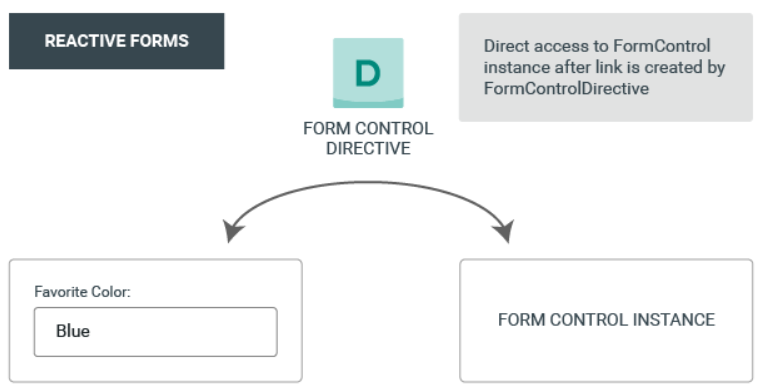 REACTIVE FORMS
D
FORM CONTROL
DIRECTIVE
Direct access to FormControl
instance after link is created by
FormControlDirective
Favorite Color:
Blue
FORM CONTROL INSTANCE